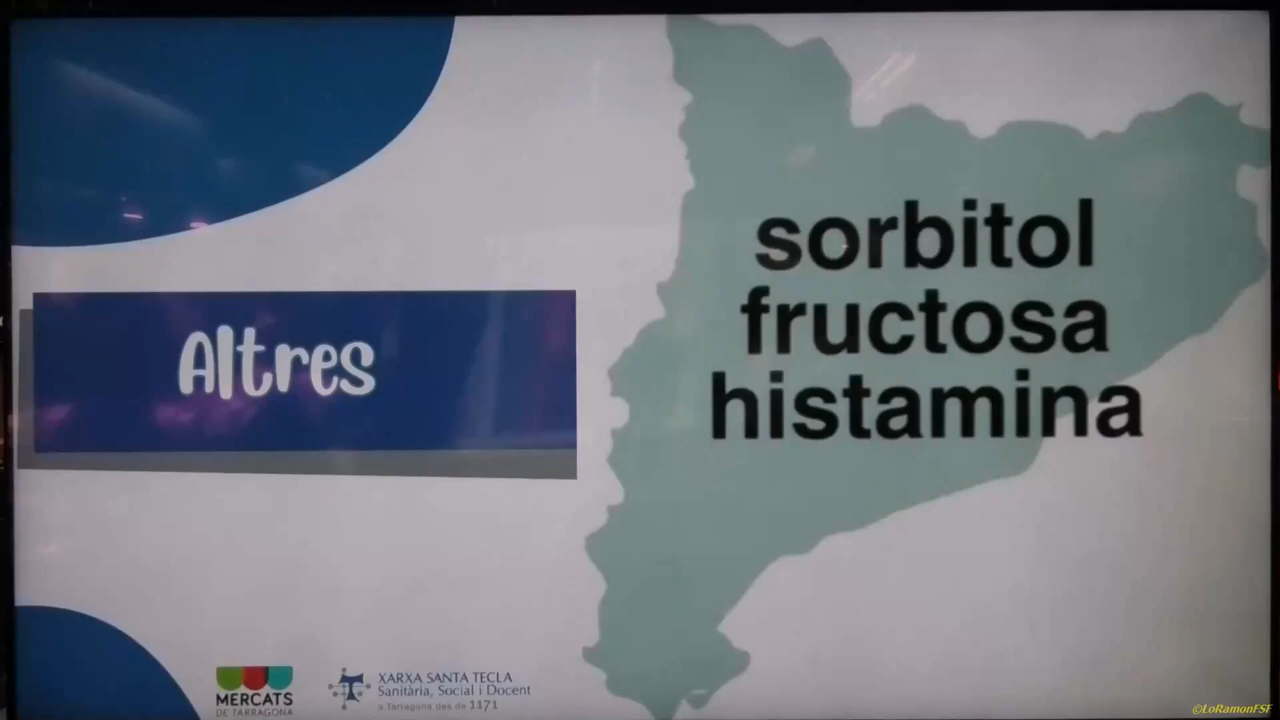 Altres
sorbitol
fructosa
histamina
MERCATS
DE TARRAGONA
XARXA SANTA TECLA
Sanitària, Social i Docent
a Tarragona des de 1171
©LoRamonFSF